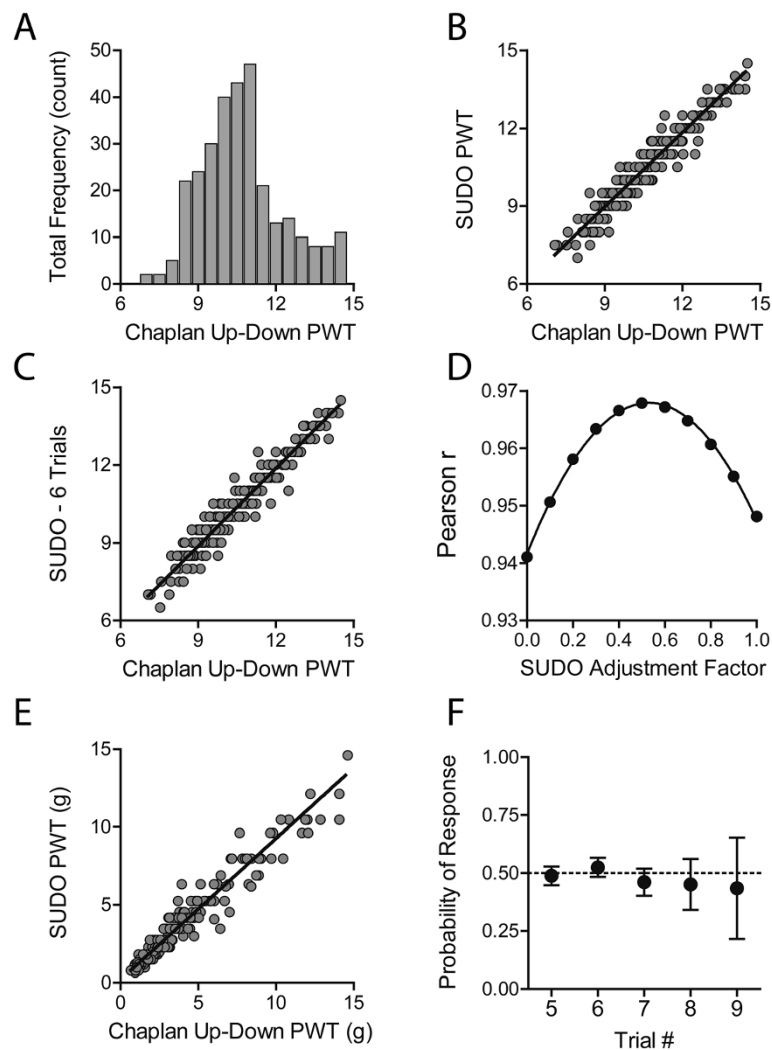 A
50
40
30
20
10
0
Total Frequency (count)
6 9 12 15
Chaplan Up-Down PWT
B
15
12
9
6
SUDO PWT
6 9 12 15
Chaplan Up-Down PWT
C
15
12
9
6
SUDO - 6 Trials
6 9 12 15
Chaplan Up-Down PWT
D
0.97
0.96
0.95
0.94
0.93
Pearson r
0.0 0.2 0.4 0.6 0.8 1.0
SUDO Adjustment Factor
E
15
10
5
0
SUDO PWT (g)
0 5 10 15
Chaplan Up-Down PWT (g)
F
1.00
0.75
0.50
0.25
0.00
Probability of Response
5 6 7 8 9
Trial #